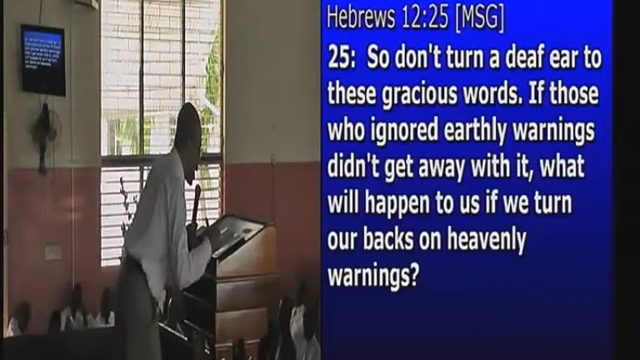 Hebrews 12:25 [MSG]
25: So don't turn a deaf ear to
these gracious words. If those
who ignored earthly warnings
didn't get away with it, what
will happen to us if we turn
our backs on heavenly
warnings?